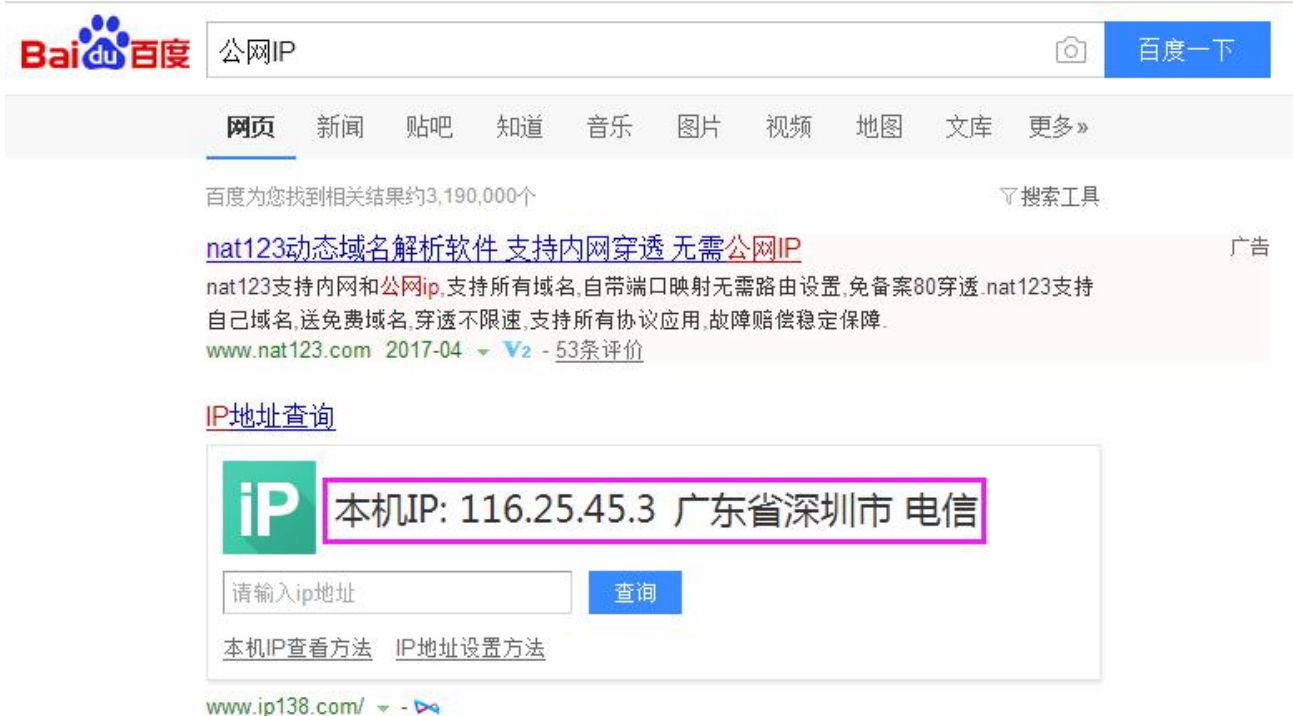 Bai du 百度 公网IP 百度一下
网页 新闻 贴吧 知道 音乐 图片 视频 地图 文库 更多»
百度为您找到相关结果约3,190,000个 搜索工具
nat123动态域名解析软件 支持内网穿透 无需公网IP 广告
nat123支持内网和公网ip,支持所有域名,自带端口映射无需路由设置,免备案80穿透.nat123支持
自己域名,送免费域名,穿透不限速,支持所有协议应用,故障赔偿稳定保障.
www.nat123.com 2017-04 V2 - 53条评价
IP地址查询
iP 本机IP: 116.25.45.3 广东省深圳市 电信
请输入ip地址 查询
本机IP查看方法 IP地址设置方法
www.ip138.com/ -